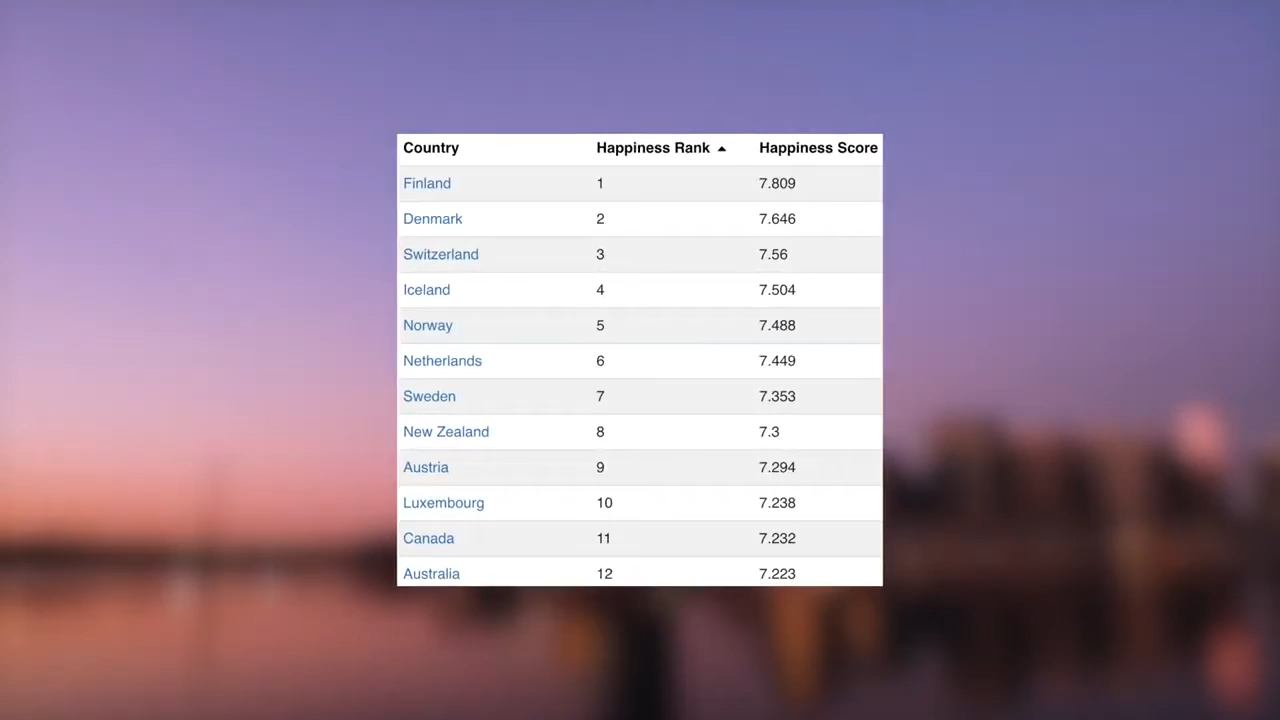 Country Happiness Rank Happiness Score
Finland 1 7.809
Denmark 2 7.646
Switzerland 3 7.56
Iceland 4 7.504
Norway 5 7.488
Netherlands 6 7.449
Sweden 7 7.353
New Zealand 8 7.3
Austria 9 7.294
Luxembourg 10 7.238
Canada 11 7.232
Australia 12 7.223